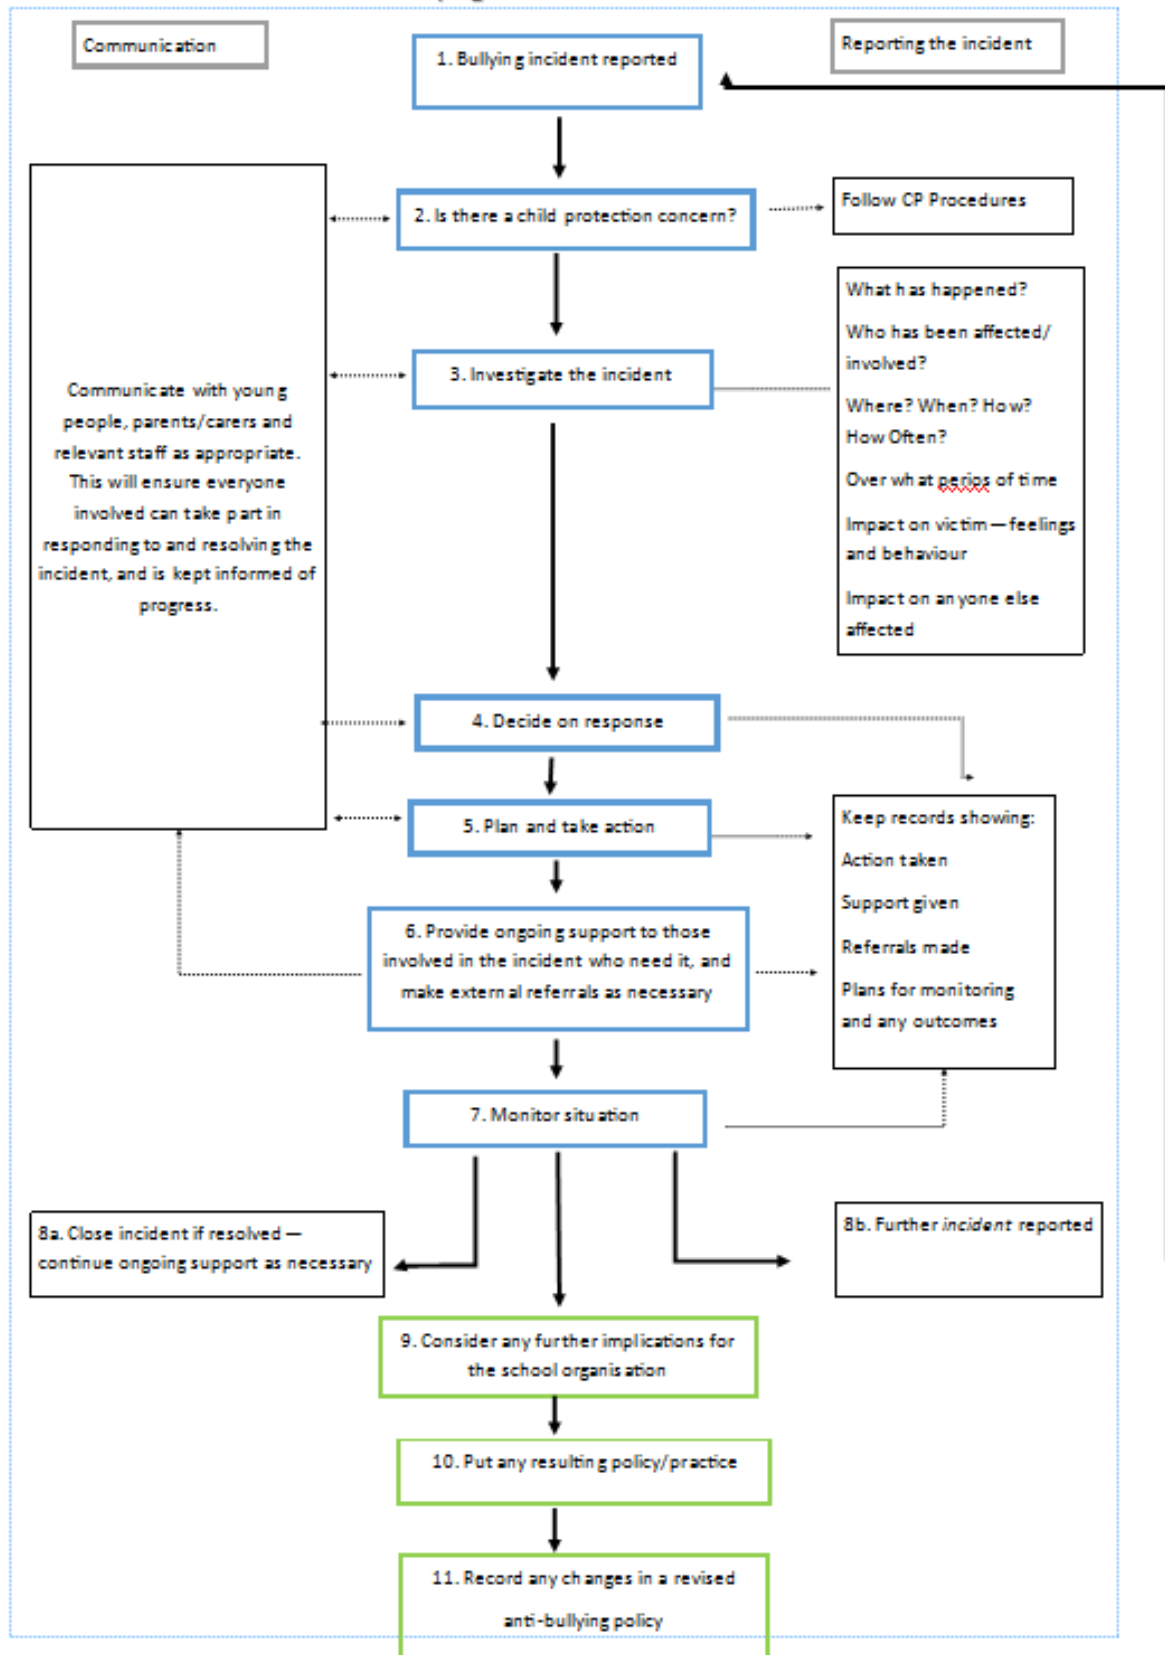 Communication
1. Bullying incident reported
Reporting the incident
2. Is there a child protection concern?
Follow CP Procedures
3. Investigate the incident
What has happened?
Who has been affected/
involved?
Where? When? How?
How Often?
Over what perios of time
Impact on victim — feelings
and behaviour
Impact on anyone else
affected
Communicate with young
people, parents/carers and
relevant staff as appropriate.
This will ensure everyone
involved can take part in
responding to and resolving the
incident, and is kept informed of
progress.
4. Decide on response
5. Plan and take action
Keep records showing:
Action taken
Support given
Referrals made
Plans for monitoring
and any outcomes
6. Provide ongoing support to those
involved in the incident who need it, and
make external referrals as necessary
7. Monitor situation
8a. Close incident if resolved —
continue ongoing support as necessary
8b. Further incident reported
9. Consider any further implications for
the school organisation
10. Put any resulting policy/practice
11. Record any changes in a revised
anti-bullying policy